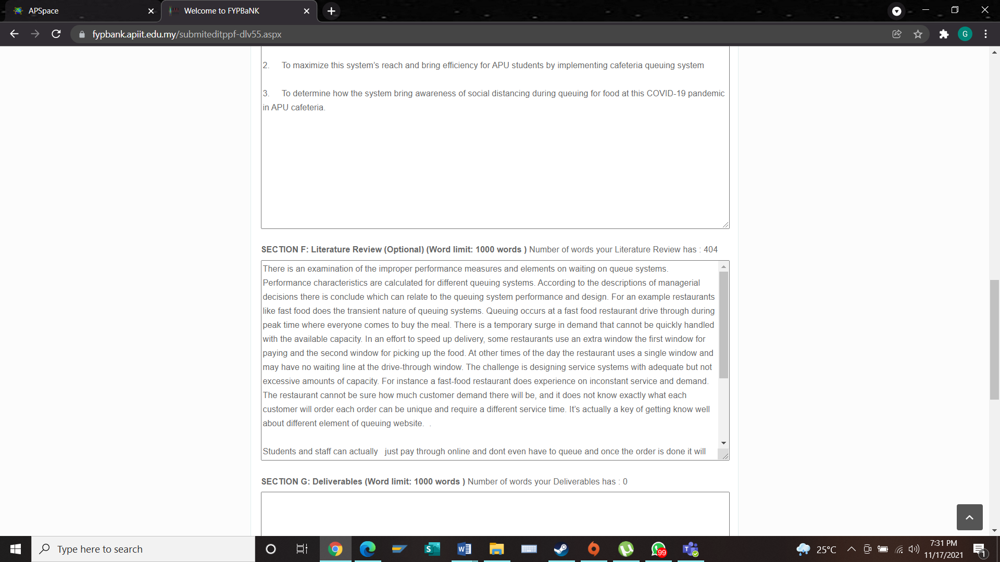 APSpace
Welcome to FYPBaNK
fypbank.apiit.edu.my/submiteditppf-dlv55.aspx
G
2. To maximize this system's reach and bring efficiency for APU students by implementing cafeteria queuing system
3. To determine how the system bring awareness of social distancing during queuing for food at this COVID-19 pandemic
in APU cafeteria.
SECTION F: Literature Review (Optional) (Word limit: 1000 words ) Number of words your Literature Review has : 404
There is an examination of the improper performance measures and elements on waiting on queue systems.
Performance characteristics are calculated for different queuing systems. According to the descriptions of managerial
decisions there is conclude which can relate to the queuing system performance and design. For an example restaurants
like fast food does the transient nature of queuing systems. Queuing occurs at a fast food restaurant drive through during
peak time where everyone comes to buy the meal. There is a temporary surge in demand that cannot be quickly handled
with the available capacity. In an effort to speed up delivery, some restaurants use an extra window the first window for
paying and the second window for picking up the food. At other times of the day the restaurant uses a single window and
may have no waiting line at the drive-through window. The challenge is designing service systems with adequate but not
excessive amounts of capacity. For instance a fast-food restaurant does experience on inconstant service and demand.
The restaurant cannot be sure how much customer demand there will be, and it does not know exactly what each
customer will order each order can be unique and require a different service time. It's actually a key of getting know well
about different element of queuing website.  .
Students and staff can actually   just pay through online and dont even have to queue and once the order is done it will
SECTION G: Deliverables (Word limit: 1000 words ) Number of words your Deliverables has : 0
Type here to search
S
W
99
T
25°C
7:31 PM
11/17/2021
1